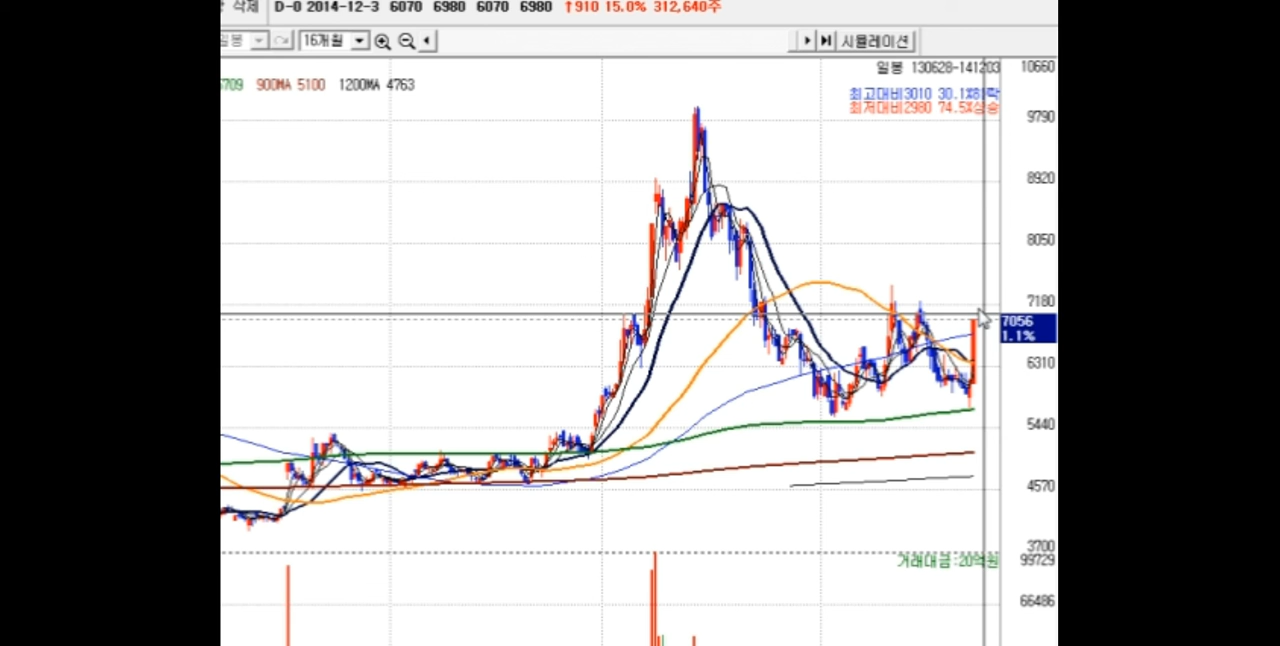 삭제 D-0 2014-12-3 6070 6980 6070 6980 ↑910 15.0% 312,640주
일봉 16개월 시뮬레이션
일봉 130628-141203 10660
900MA 5100 1200MA 4763
최고대비3010 30.1%하락
최저대비2980 74.5%상승
9790
8920
8050
7180
7056
1.1%
6310
5440
4570
3700
거래대금:20억원 99729
66486